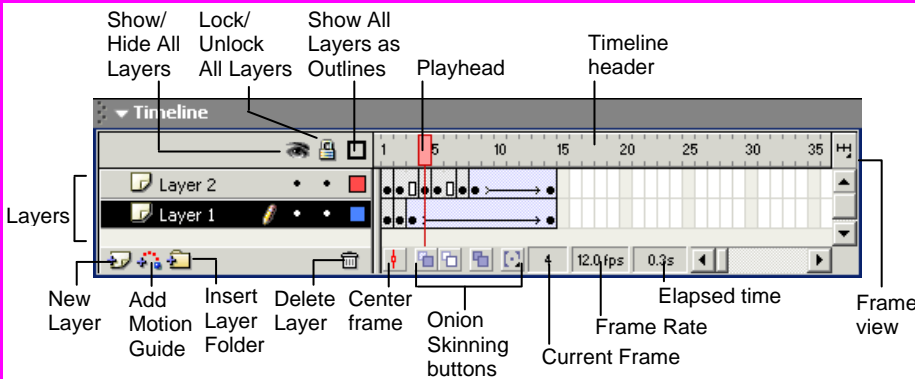 Show/
Hide All
Layers
Lock/
Unlock
All Layers
Show All
Layers as
Outlines
Playhead
Timeline
header
Timeline
1 5 10 15 20 25 30 35
Layer 2
Layer 1
Layers
4 12.0 fps 0.3s
New
Layer
Add
Motion
Guide
Insert
Layer
Folder
Delete
Layer
Center
frame
Onion
Skinning
buttons
Current Frame
Frame Rate
Elapsed time
Frame
view